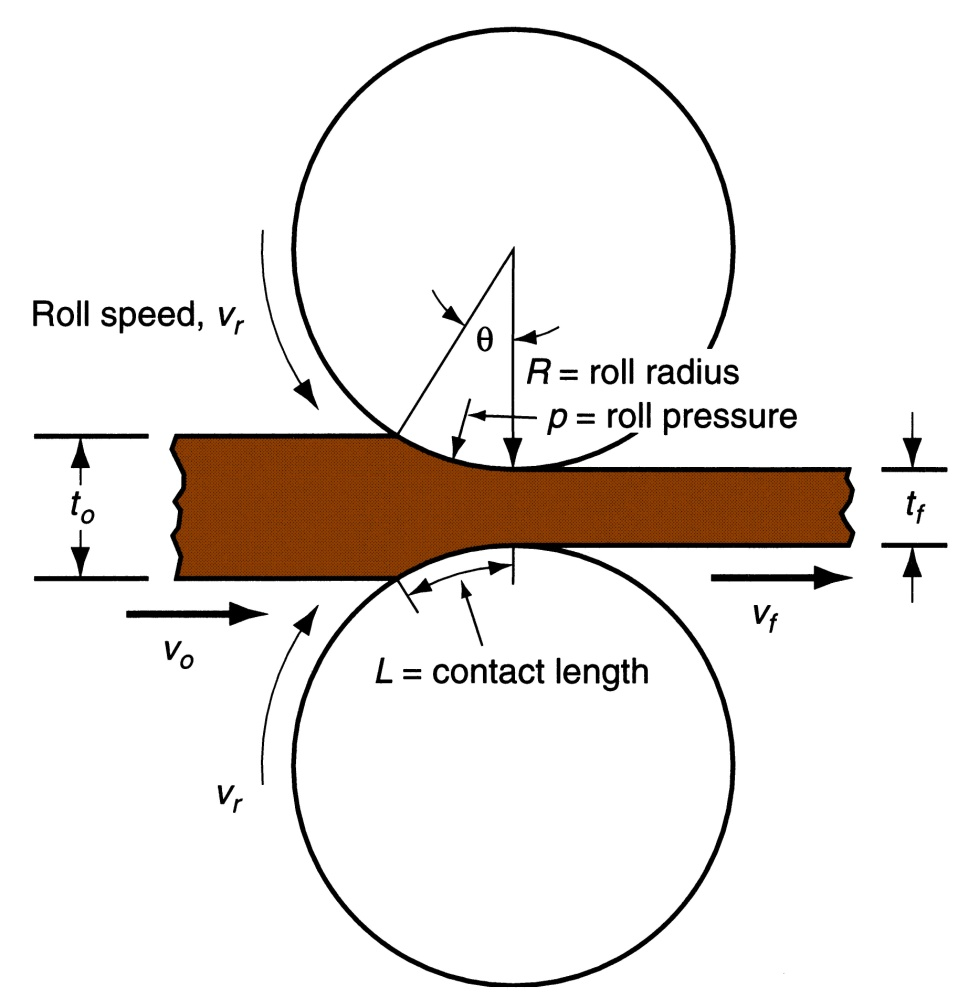 Roll speed, vr
θ
R = roll radius
p = roll pressure
to
tf
vo
vf
L = contact length
vr